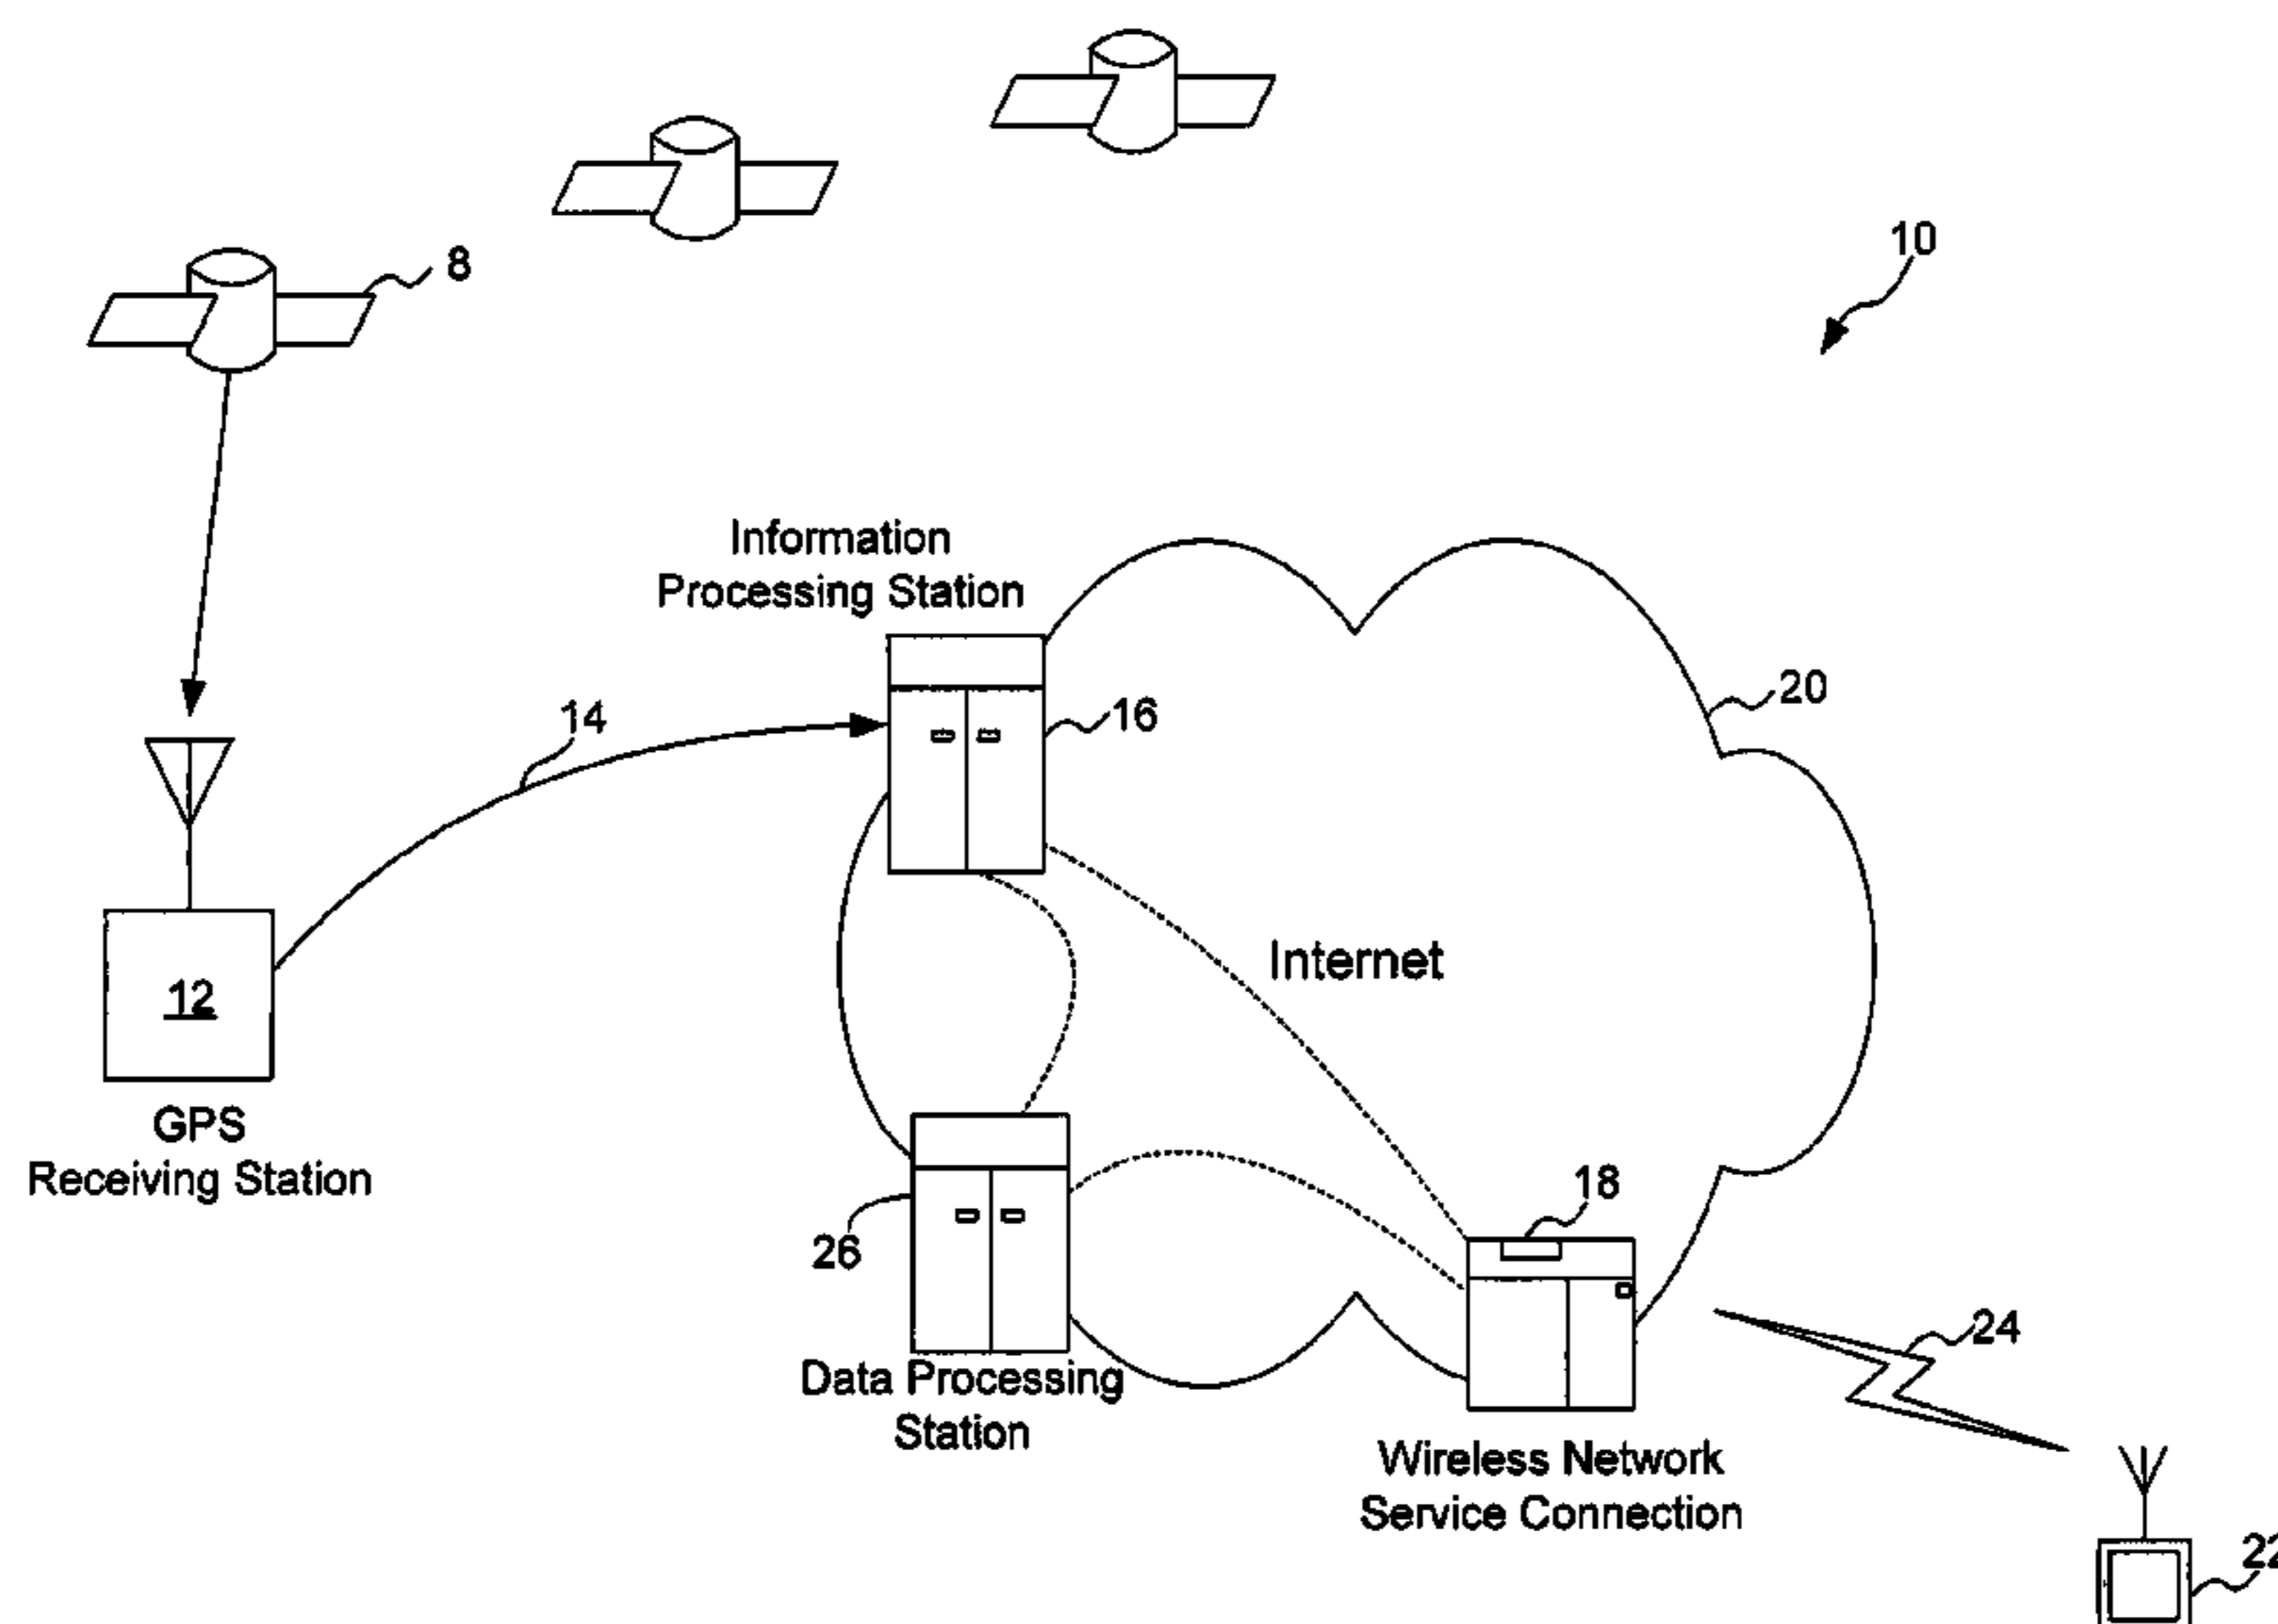 8
10
Information
Processing Station
14
16
20
12
Internet
GPS
Receiving Station
18
26
24
Data Processing
Station
Wireless Network
Service Connection
22